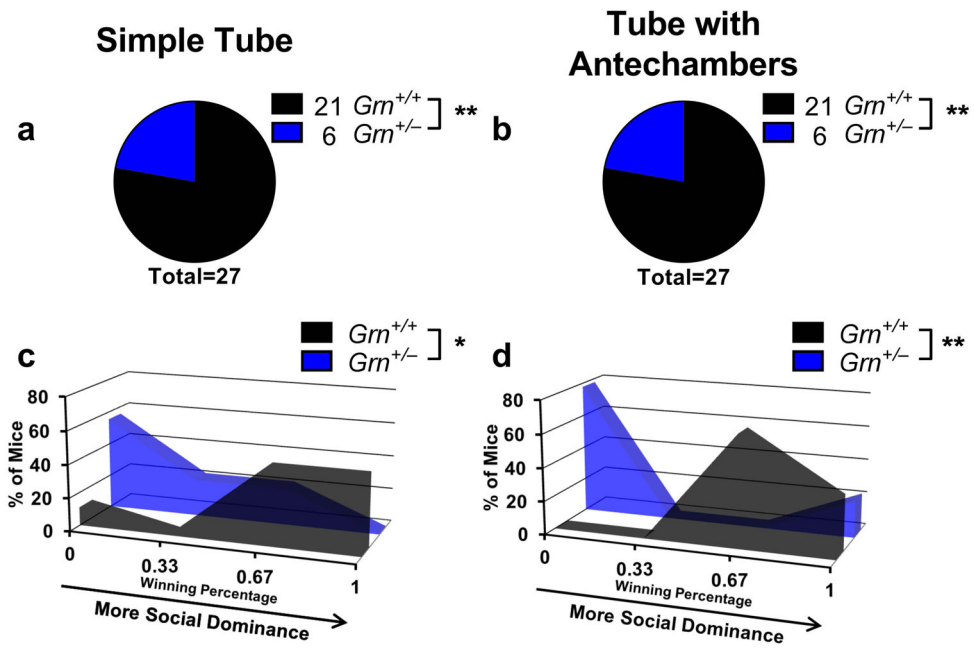 Simple Tube
Tube with
Antechambers
a
21 Grn+/+
6 Grn+/–
**
Total=27
b
21 Grn+/+
6 Grn+/–
**
Total=27
c
Grn+/+
Grn+/–
*
% of Mice
80
60
40
20
0
0
0.33
0.67
1
Winning Percentage
More Social Dominance
d
Grn+/+
Grn+/–
**
% of Mice
80
60
40
20
0
0
0.33
0.67
1
Winning Percentage
More Social Dominance